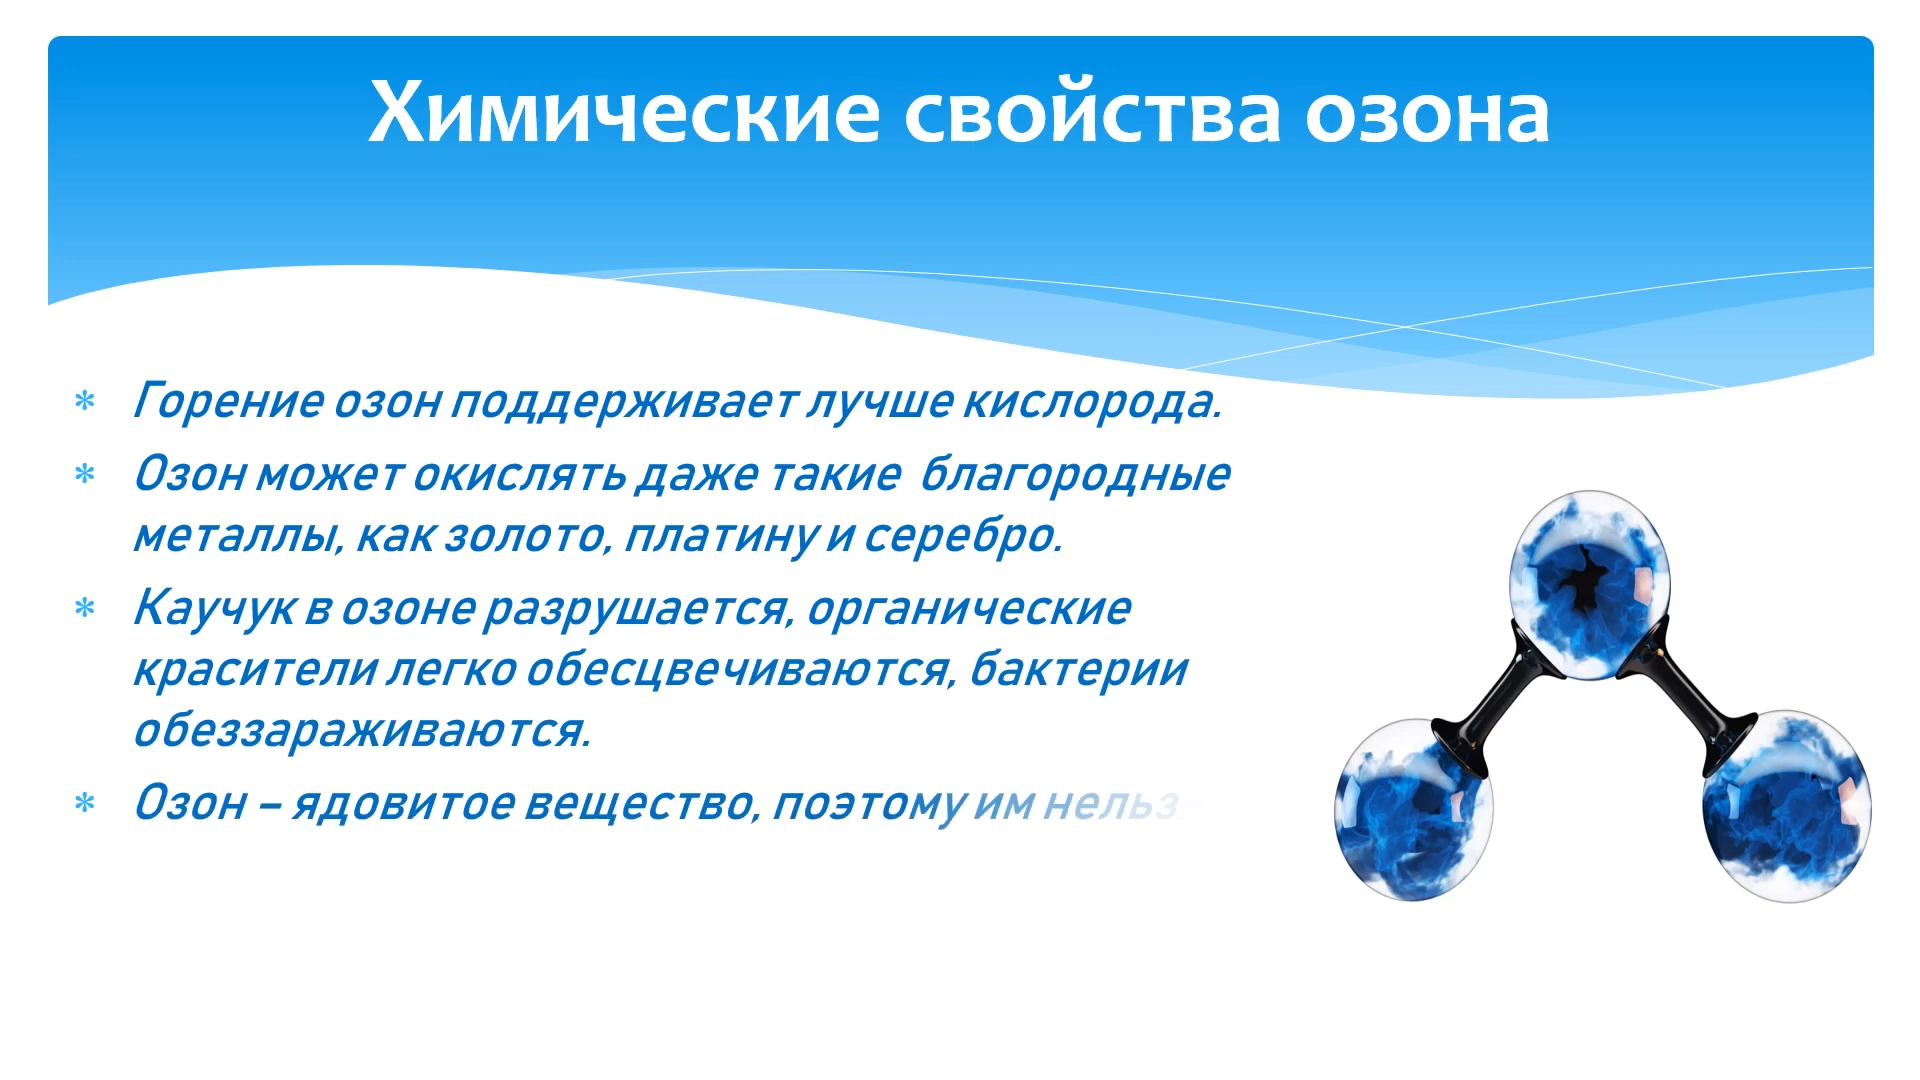 Химические свойства озона
* Горение озон поддерживает лучше кислорода.
* Озон может окислять даже такие благородные
металлы, как золото, платину и серебро.
* Каучук в озоне разрушается, органические
красители легко обесцвечиваются, бактерии
обеззараживаются.
* Озон – ядовитое вещество, поэтому им нельзя